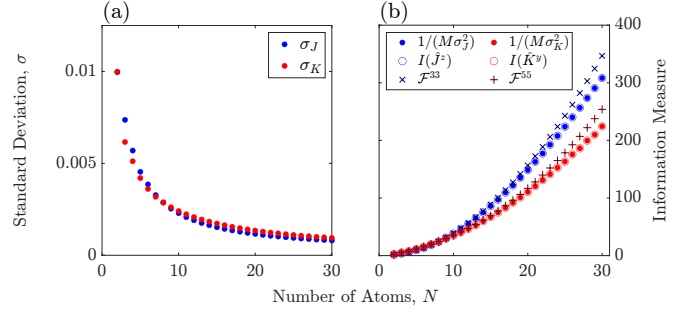 (a)
(b)
Standard Deviation, σ
0.01
0.005
0
σ_J
σ_K
10
20
30
1/(Mσ_J^2)
1/(Mσ_K^2)
I(Ĵ^z)
I(K̂^y)
ℱ^33
ℱ^55
400
300
200
100
0
Information Measure
0
10
20
30
Number of Atoms, N